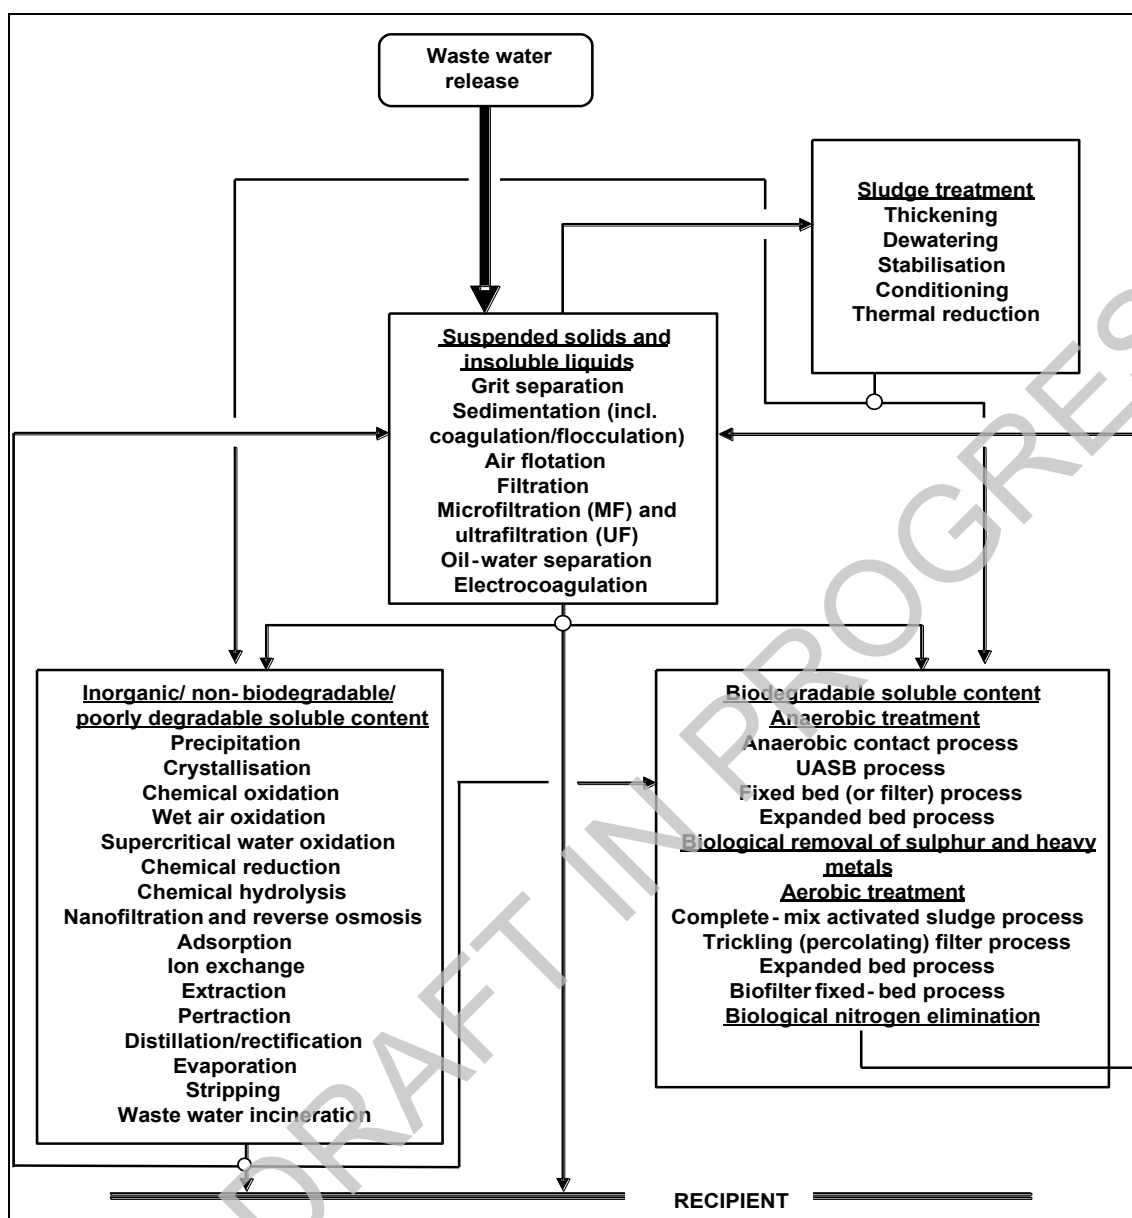 Waste water
release
Sludge treatment
Thickening
Dewatering
Stabilisation
Conditioning
Thermal reduction
Suspended solids and
insoluble liquids
Grit separation
Sedimentation (incl.
coagulation/flocculation)
Air flotation
Filtration
Microfiltration (MF) and
ultrafiltration (UF)
Oil-water separation
Electrocoagulation
Inorganic/ non-biodegradable/
poorly degradable soluble content
Precipitation
Crystallisation
Chemical oxidation
Wet air oxidation
Supercritical water oxidation
Chemical reduction
Chemical hydrolysis
Nanofiltration and reverse osmosis
Adsorption
Ion exchange
Extraction
Pertraction
Distillation/rectification
Evaporation
Stripping
Waste water incineration
Biodegradable soluble content
Anaerobic treatment
Anaerobic contact process
UASB process
Fixed bed (or filter) process
Expanded bed process
Biological removal of sulphur and heavy
metals
Aerobic treatment
Complete-mix activated sludge process
Trickling (percolating) filter process
Expanded bed process
Biofilter fixed-bed process
Biological nitrogen elimination
RECIPIENT
DRAFT IN PROGRES